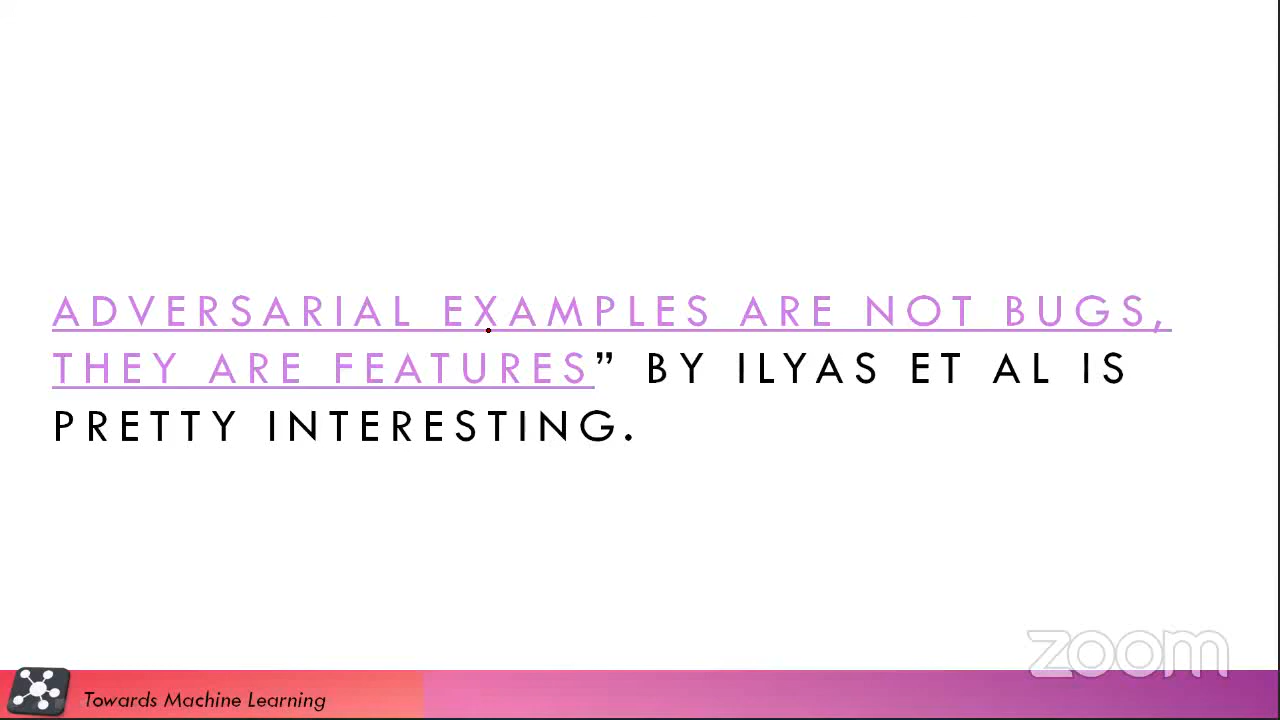 ADVERSARIAL EXAMPLES ARE NOT BUGS,
THEY ARE FEATURES” BY ILYAS ET AL IS
PRETTY INTERESTING.
zoom
Towards Machine Learning